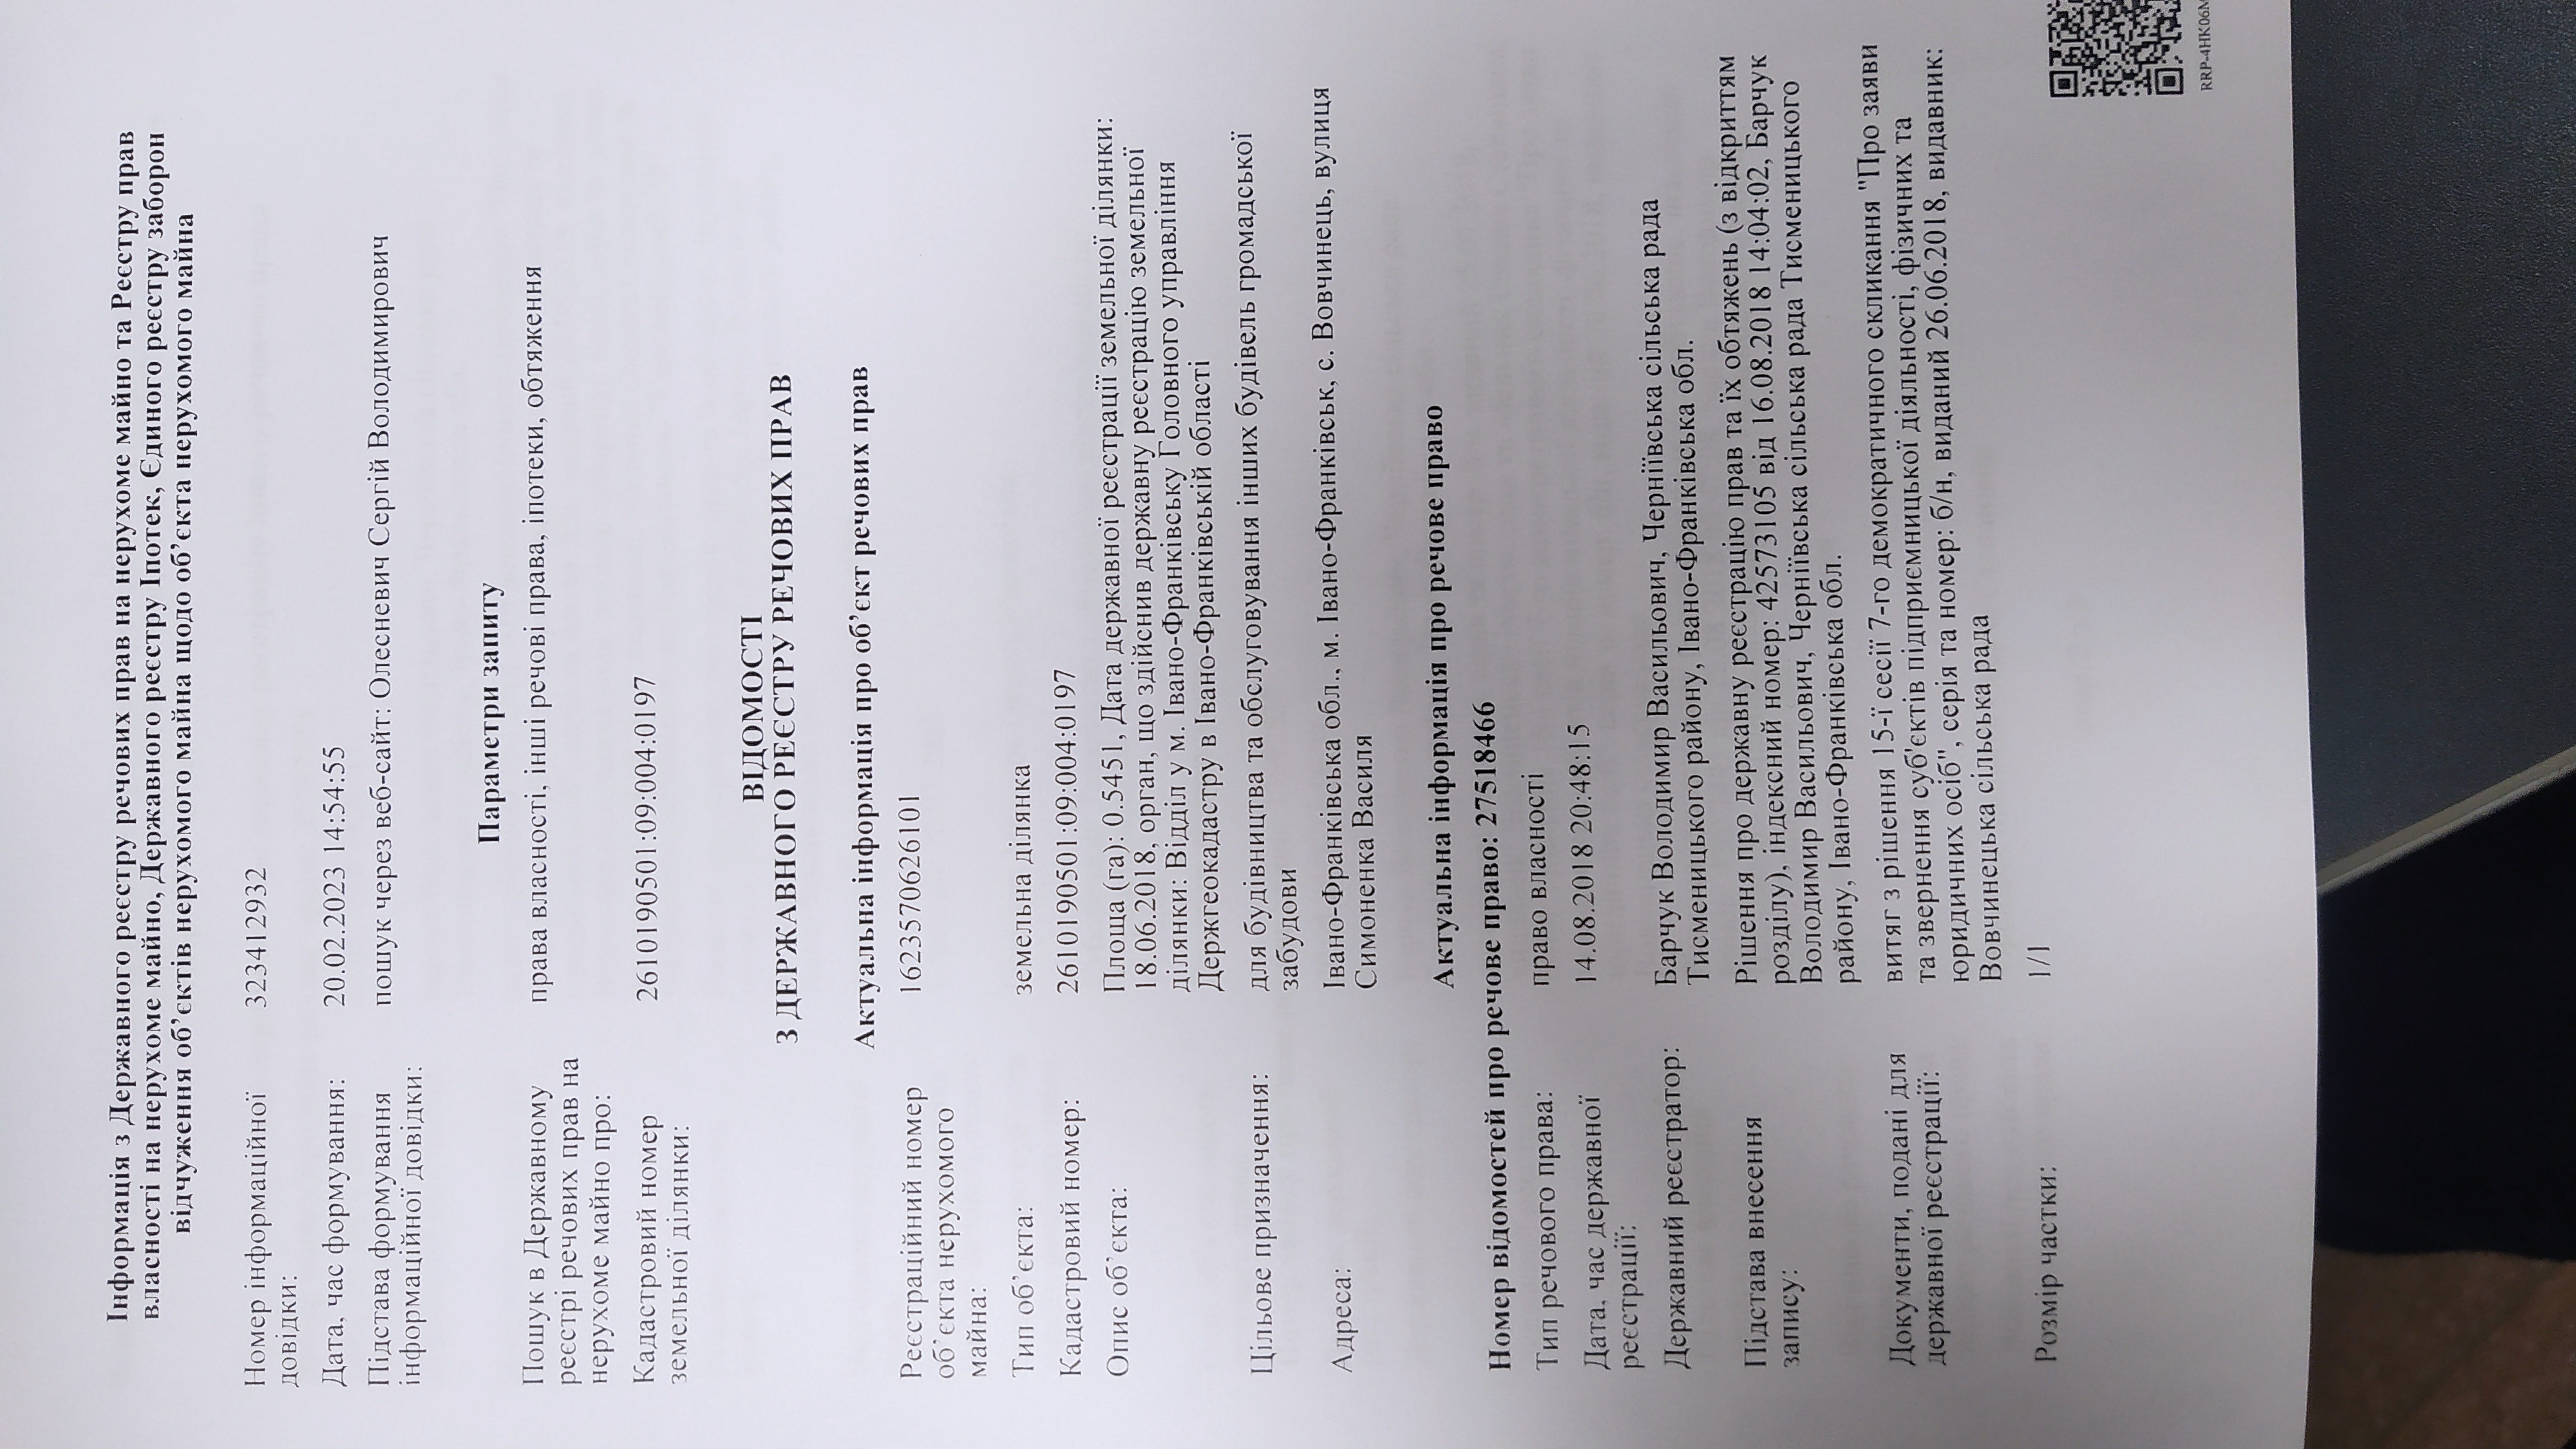 Інформація з Державного реєстру речових прав на нерухоме майно та Реєстру прав
власності на нерухоме майно, Державного реєстру Іпотек, Єдиного реєстру заборон
відчуження об’єктів нерухомого майна щодо об’єкта нерухомого майна
Номер інформаційної довідки: 323412932
Дата, час формування: 20.02.2023 14:54:55
Підстава формування інформаційної довідки: пошук через веб-сайт: Олесневич Сергій Володимирович
Параметри запиту
Пошук в Державному реєстрі речових прав на нерухоме майно про: права власності, інші речові права, іпотеки, обтяження
Кадастровий номер земельної ділянки: 2610190501:09:004:0197
ВІДОМОСТІ
З ДЕРЖАВНОГО РЕЄСТРУ РЕЧОВИХ ПРАВ
Актуальна інформація про об’єкт речових прав
Реєстраційний номер об’єкта нерухомого майна: 1623570626101
Тип об’єкта: земельна ділянка
Кадастровий номер: 2610190501:09:004:0197
Опис об’єкта: Площа (га): 0.5451, Дата державної реєстрації земельної ділянки:
18.06.2018, орган, що здійснив державну реєстрацію земельної
ділянки: Відділ у м. Івано-Франківську Головного управління
Держгеокадастру в Івано-Франківській області
Цільове призначення: для будівництва та обслуговування інших будівель громадської
забудови
Адреса: Івано-Франківська обл., м. Івано-Франківськ, с. Вовчинець, вулиця
Симоненка Василя
Актуальна інформація про речове право
Номер відомостей про речове право: 27518466
Тип речового права: право власності
Дата, час державної реєстрації: 14.08.2018 20:48:15
Державний реєстратор: Барчук Володимир Васильович, Черніївська сільська рада
Тисменицького району, Івано-Франківська обл.
Підстава внесення запису: Рішення про державну реєстрацію прав та їх обтяжень (з відкриттям
розділу), індексний номер: 42573105 від 16.08.2018 14:04:02, Барчук
Володимир Васильович, Черніївська сільська рада Тисменицького
району, Івано-Франківська обл.
Документи, подані для державної реєстрації: витяг з рішення 15-ї сесії 7-го демократичного скликання "Про заяви
та звернення суб'єктів підприємницької діяльності, фізичних та
юридичних осіб", серія та номер: б/н, виданий 26.06.2018, видавник:
Вовчинецька сільська рада
Розмір частки: 1/1